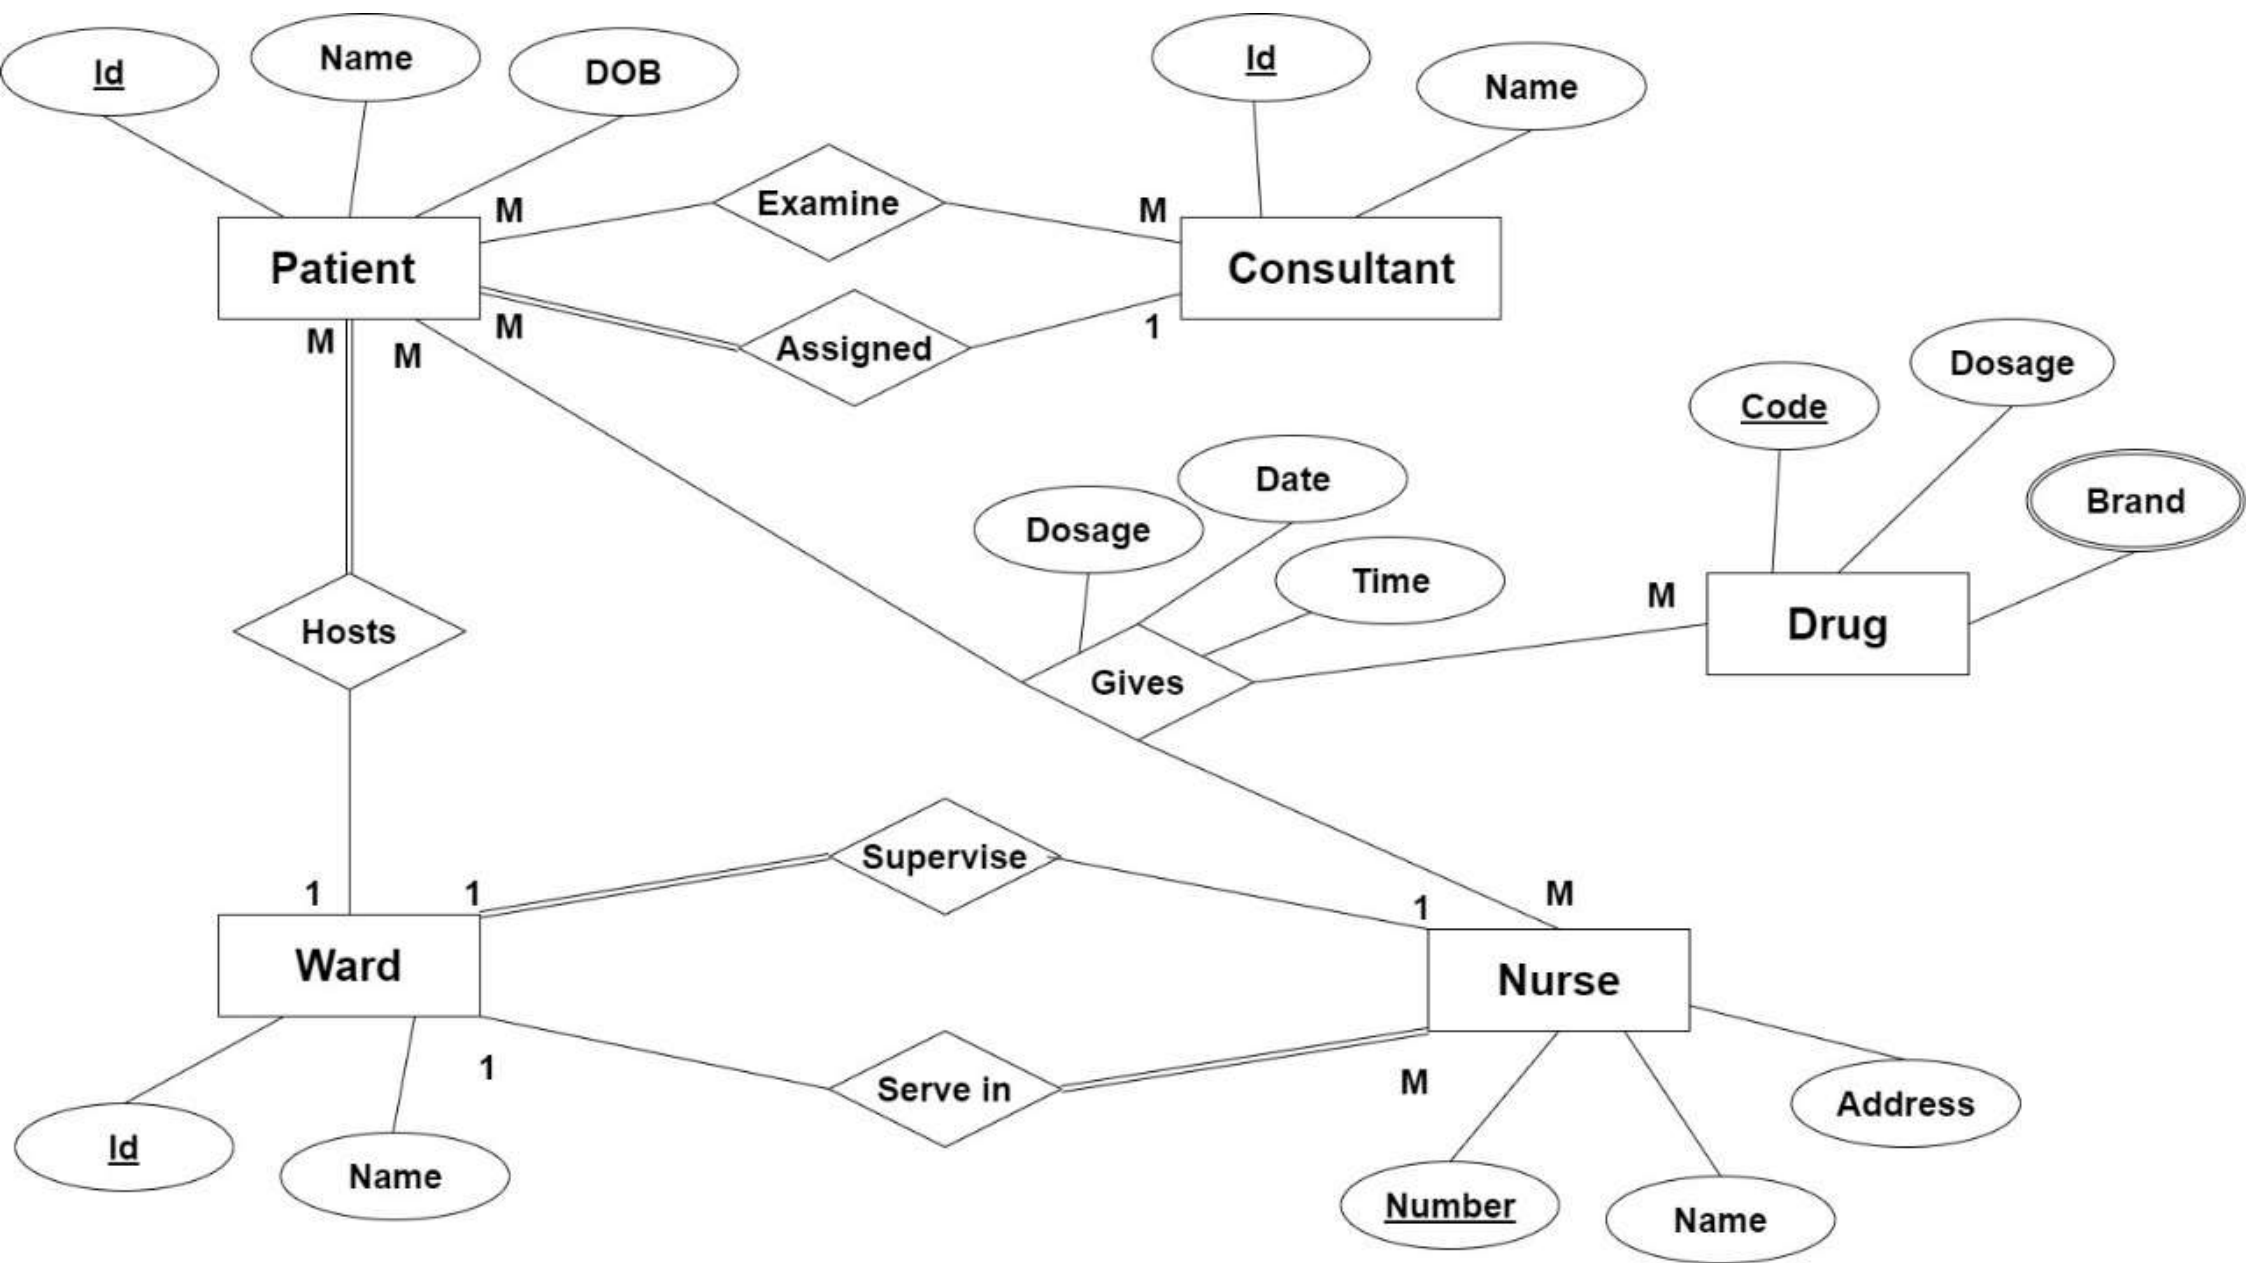 Id
Name
DOB
Id
Name
M
Examine
M
Patient
Consultant
M
M
M
Assigned
1
Dosage
Code
Date
Dosage
Brand
Time
M
Hosts
Drug
Gives
Supervise
1
1
1
M
Ward
Nurse
1
Serve in
M
Address
Id
Name
Number
Name